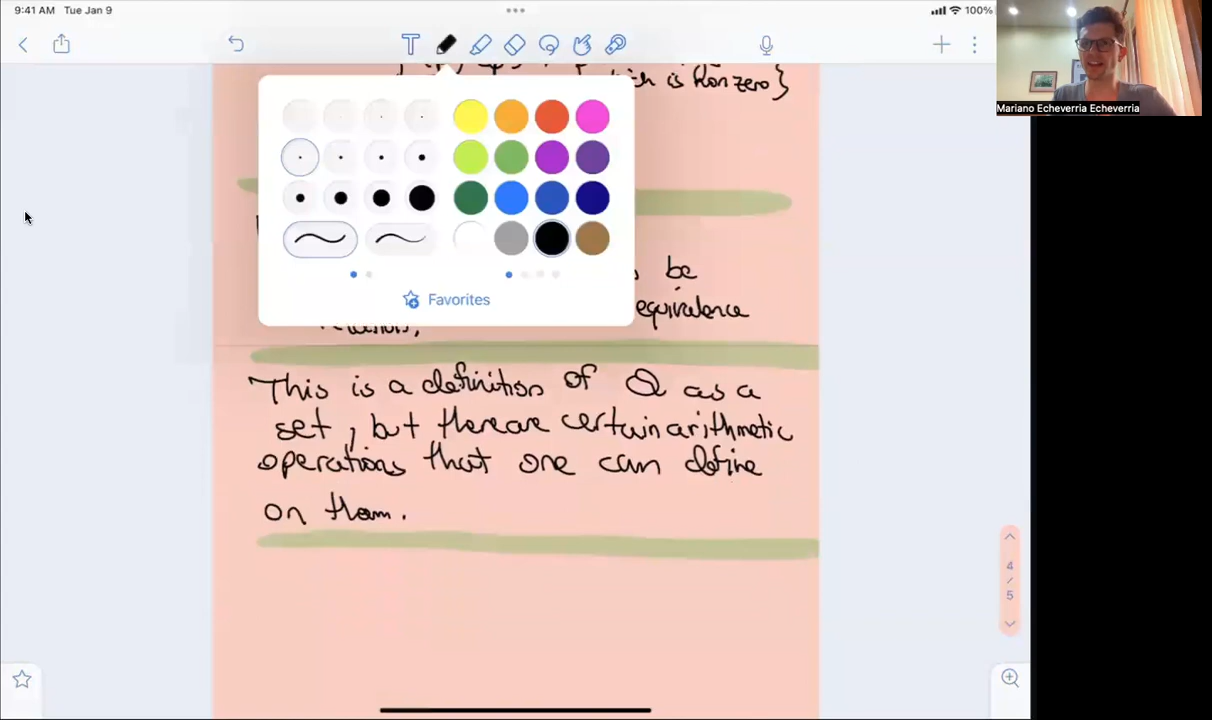 9:41 AM Tue Jan 9
100%
Mariano Echeverria Echeverria
which is Nonzero}
be
equivalence
Favorites
This is a definition of Q as a
set, but there are certain arithmetic
operations that one can define
on them.
4
/
5